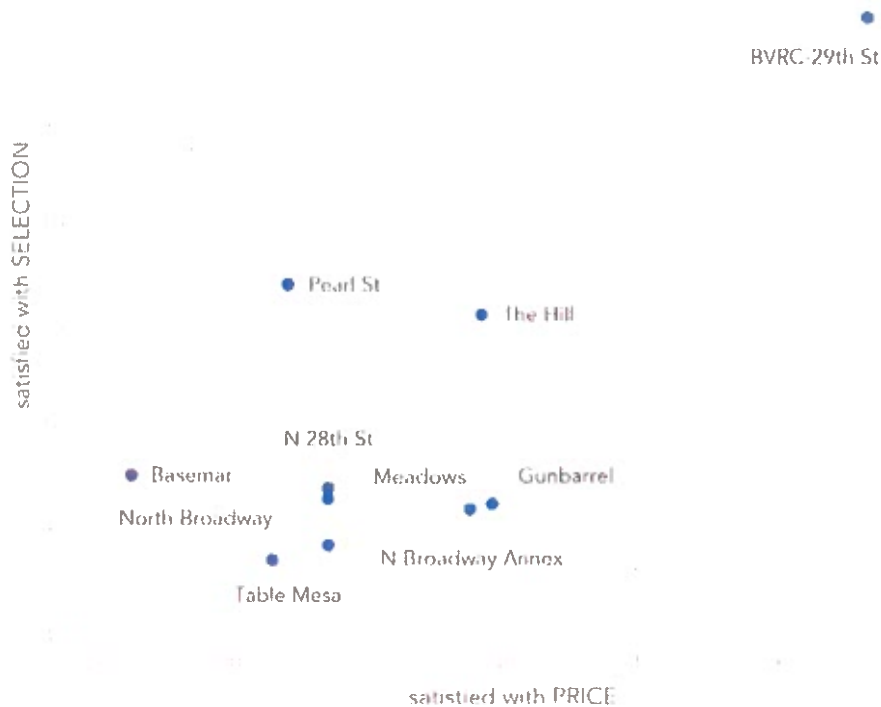 BVRC-29th St
satisfied with SELECTION
Pearl St
The Hill
N 28th St
Basemar
Meadows
Gunbarrel
North Broadway
N Broadway Annex
Table Mesa
satisfied with PRICE